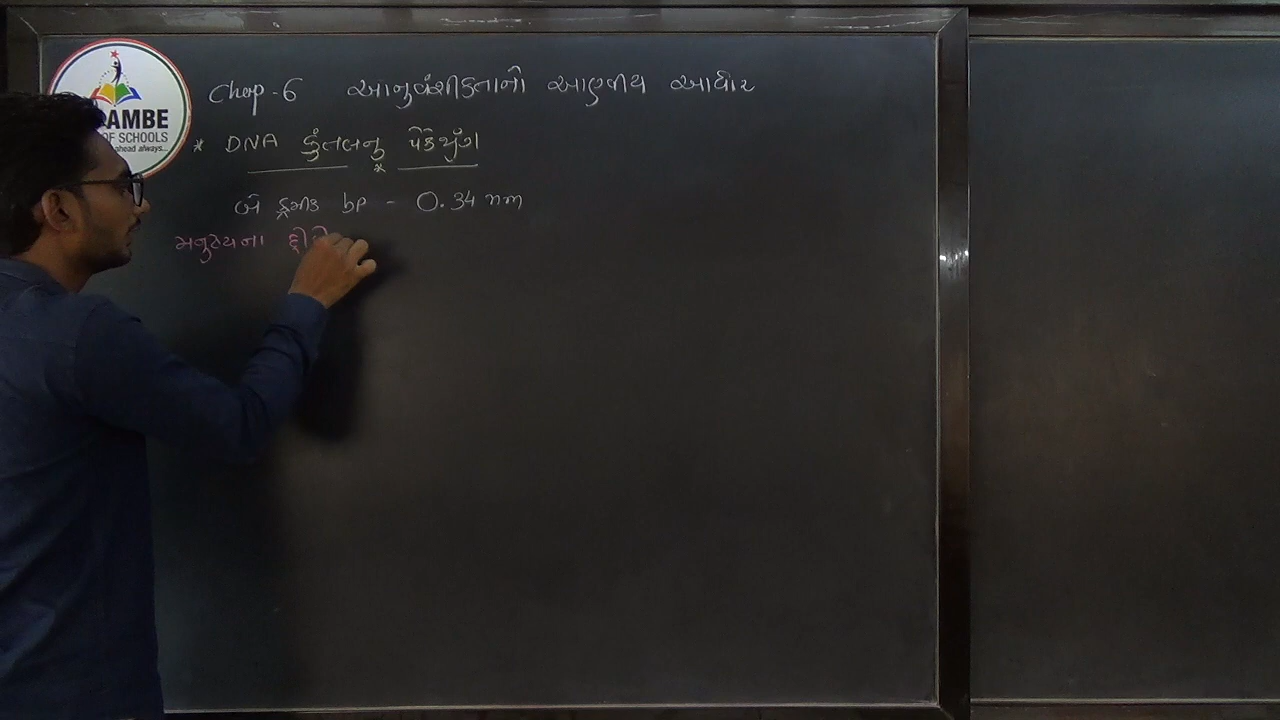 AMBE
OF SCHOOLS
ahead always...
Chap-6 આનુવંશીકતાનો આણ્વીય આધાર
* DNA કુંતલનુ પેકેજીંગ
બે ક્રમીક bp - 0.34 nm
મનુષ્યના